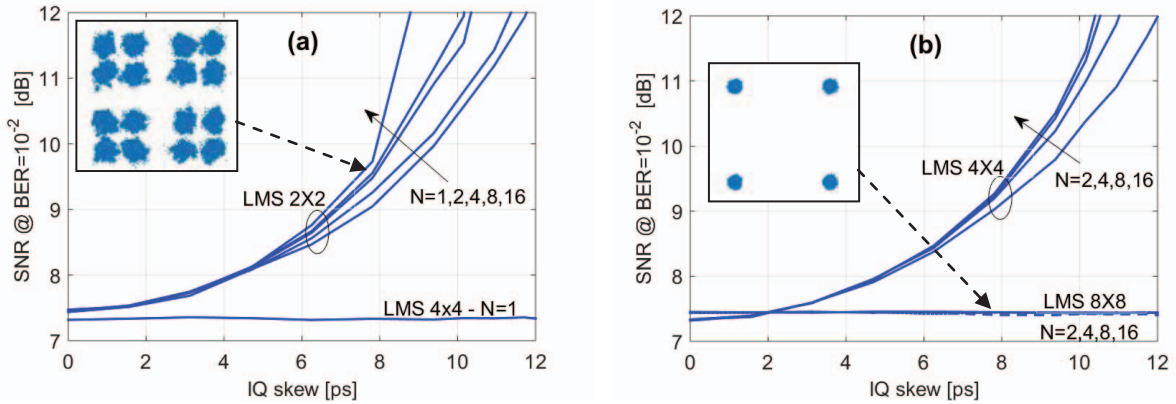 (a)
SNR @ BER=10-2 [dB]
12
11
10
9
8
7
LMS 2X2
N=1,2,4,8,16
LMS 4x4 - N=1
0 2 4 6 8 10 12
IQ skew [ps]
(b)
SNR @ BER=10-2 [dB]
12
11
10
9
8
7
LMS 4X4
N=2,4,8,16
LMS 8X8
N=2,4,8,16
0 2 4 6 8 10 12
IQ skew [ps]